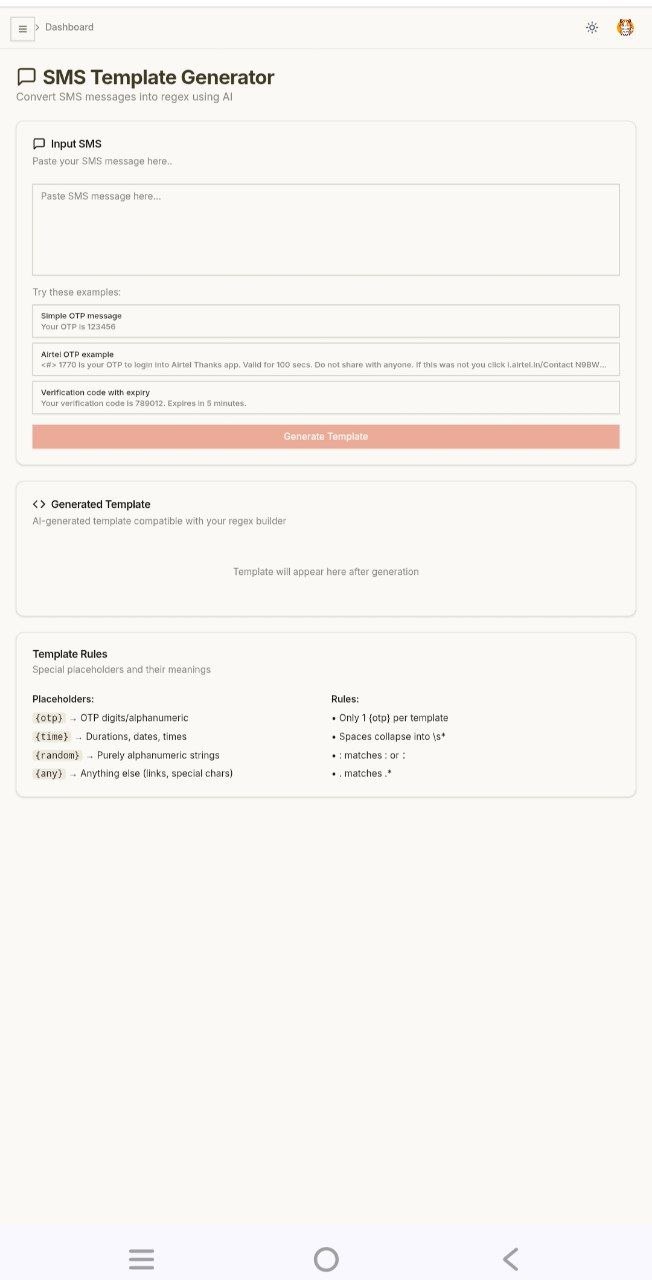 Dashboard
SMS Template Generator
Convert SMS messages into regex using AI
Input SMS
Paste your SMS message here..
Paste SMS message here...
Try these examples:
Simple OTP message
Your OTP is 123456
Airtel OTP example
<#> 1770 is your OTP to login into Airtel Thanks app. Valid for 100 secs. Do not share with anyone. If this was not you click i.airtel.in/Contact N9BW...
Verification code with expiry
Your verification code is 789012. Expires in 5 minutes.
Generate Template
Generated Template
AI-generated template compatible with your regex builder
Template will appear here after generation
Template Rules
Special placeholders and their meanings
Placeholders:
{otp} → OTP digits/alphanumeric
{time} → Durations, dates, times
{random} → Purely alphanumeric strings
{any} → Anything else (links, special chars)
Rules:
• Only 1 {otp} per template
• Spaces collapse into \s*
• : matches : or :
• . matches .*